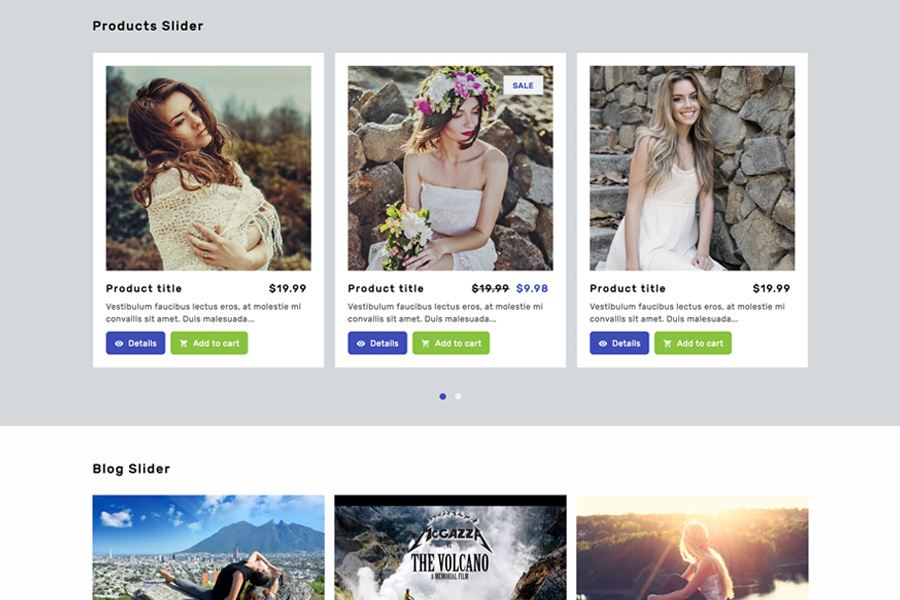 Products Slider
SALE
Product title $19.99
Vestibulum faucibus lectus eros, at molestie mi
convallis sit amet. Duis malesuada...
Details Add to cart
Product title $19.99 $9.98
Vestibulum faucibus lectus eros, at molestie mi
convallis sit amet. Duis malesuada...
Details Add to cart
Product title $19.99
Vestibulum faucibus lectus eros, at molestie mi
convallis sit amet. Duis malesuada...
Details Add to cart
Blog Slider
MCGAZZA
THE VOLCANO
A MEMORIAL FILM